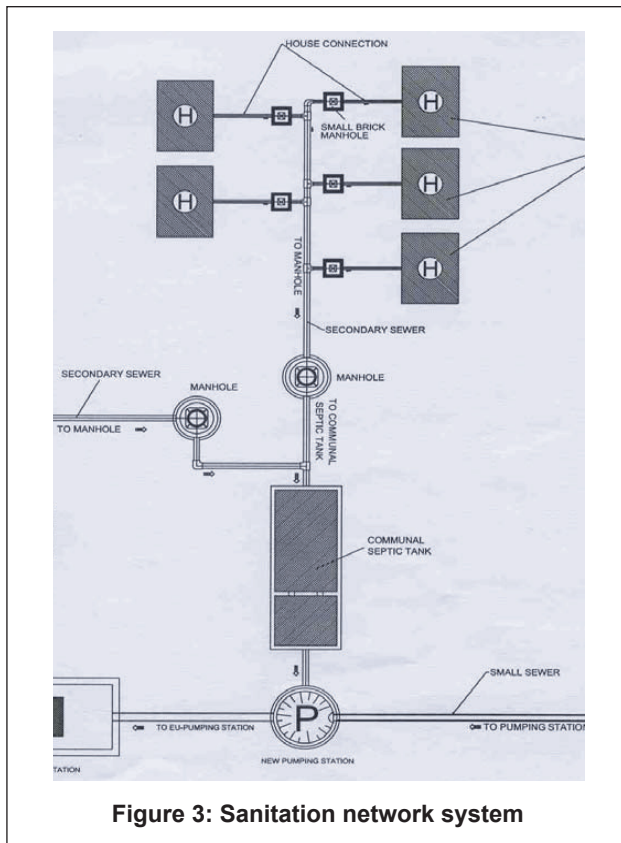 HOUSE CONNECTION
H
H
SMALL BRICK
MANHOLE
H
H
TO MANHOLE
H
SECONDARY SEWER
SECONDARY SEWER
MANHOLE
MANHOLE
TO MANHOLE
TO COMMUNAL
SEPTIC TANK
COMMUNAL
SEPTIC TANK
SMALL SEWER
P
TO EU-PUMPING STATION
TO PUMPING STATION
NEW PUMPING STATION
TATION
Figure 3: Sanitation network system